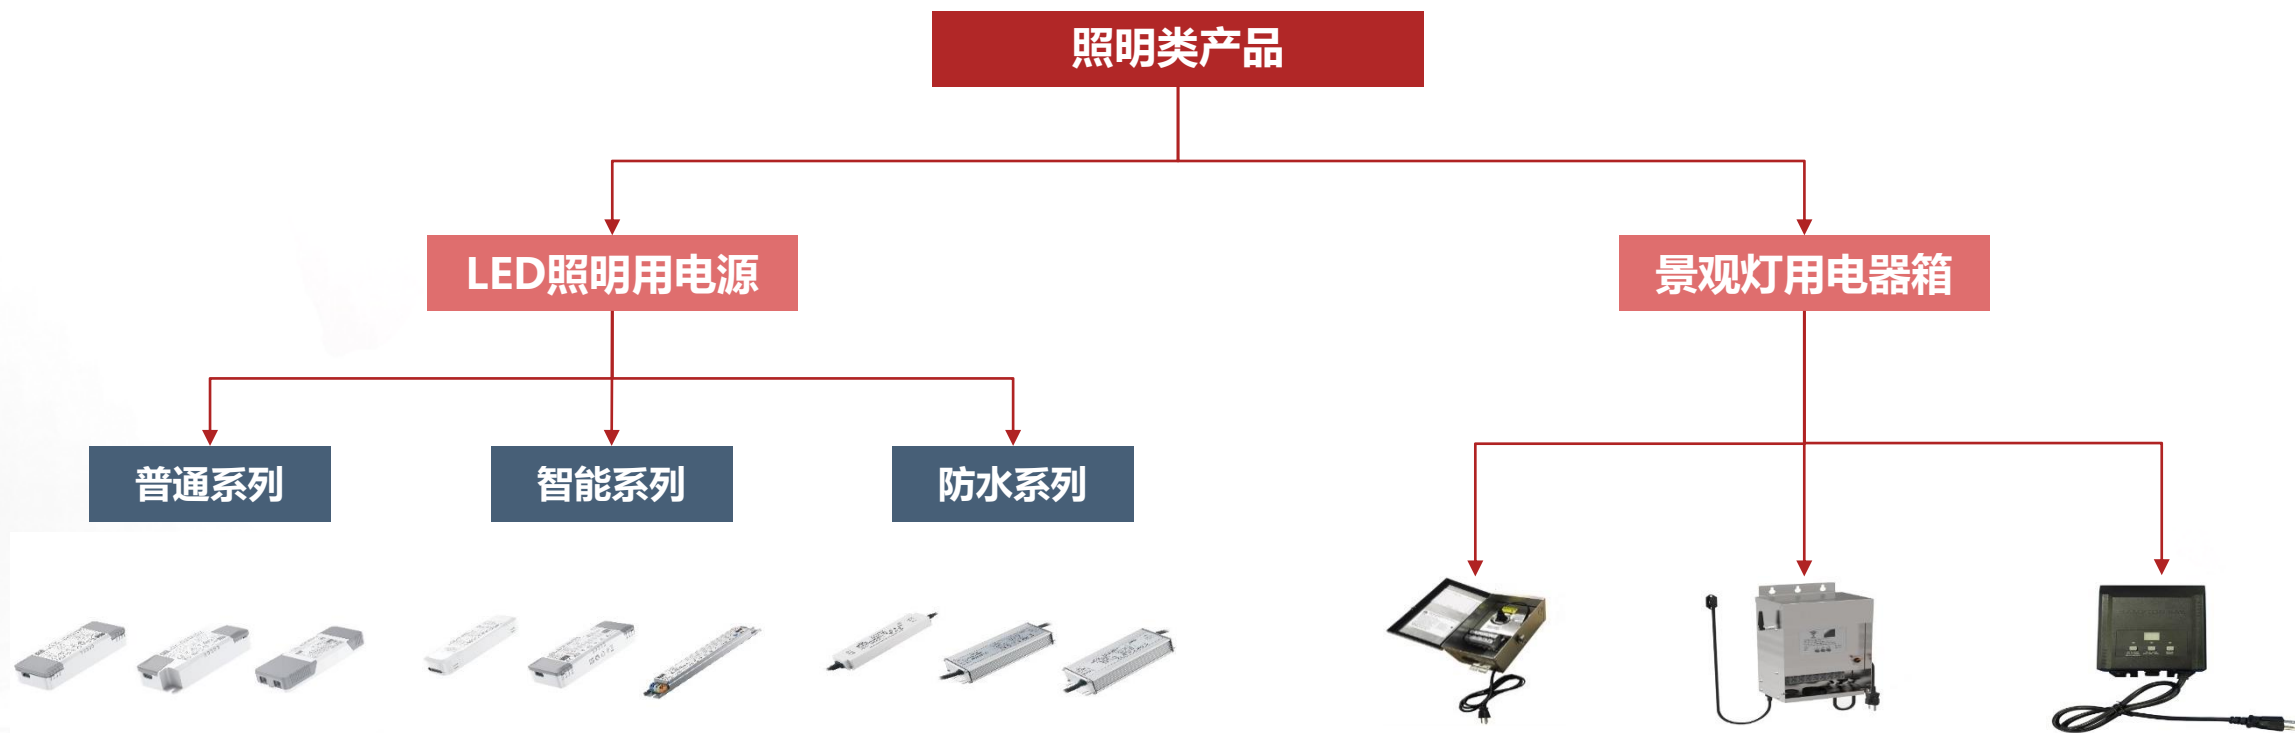 照明类产品
LED照明用电源
景观灯用电器箱
普通系列
智能系列
防水系列